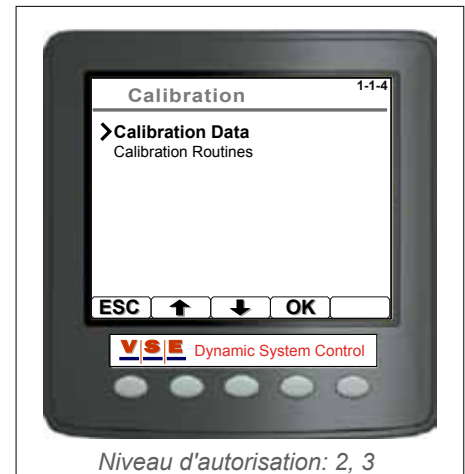 Calibration
1-1-4
Calibration Data
Calibration Routines
ESC OK
VSE Dynamic System Control
Niveau d'autorisation: 2, 3